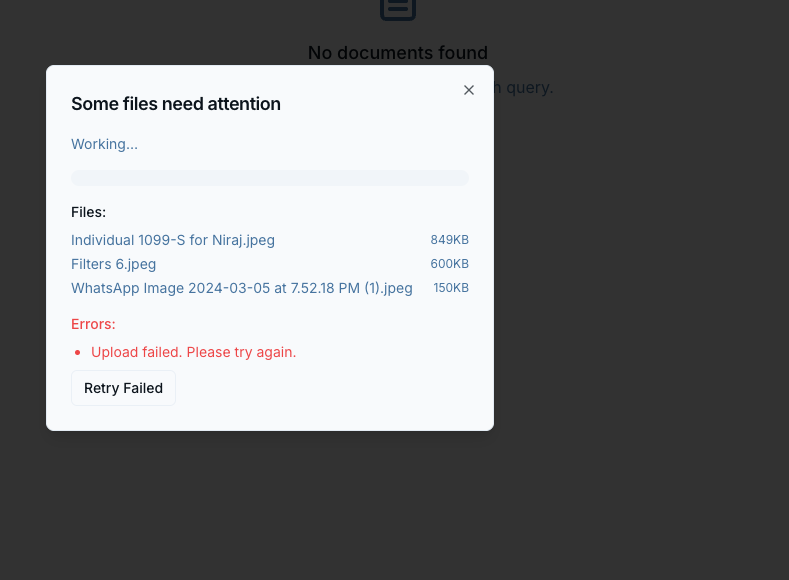 No documents found
h query.
Some files need attention
Working...
Files:
Individual 1099-S for Niraj.jpeg 849KB
Filters 6.jpeg 600KB
WhatsApp Image 2024-03-05 at 7.52.18 PM (1).jpeg 150KB
Errors:
• Upload failed. Please try again.
Retry Failed